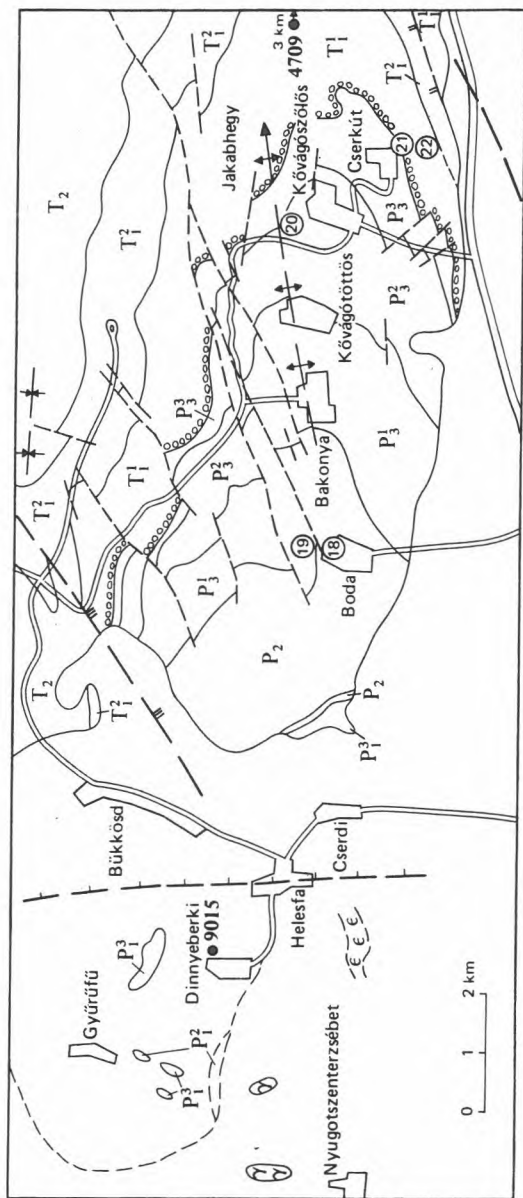 T₂
T₁²
T₁¹
3 km
4709
T₁²
T₁¹
T₁²
T₁²
T₁¹
Jakabhegy
Kővágószőlős
Cserkút
20
21
22
P₃³
P₃²
Kővágótöttös
P₃³
P₃²
P₃¹
Bakonya
P₃¹
19
18
Boda
P₂
P₂
P₁³
T₂
T₁²
Bükkösd
Cserdi
Helesfa
Dinnyeberki
9015
Gyűrűfű
P₁³
P₁²
P₁³
ϵ ϵ ϵ
γ
γ γ
Nyugotszenterzsébet
0 1 2 km